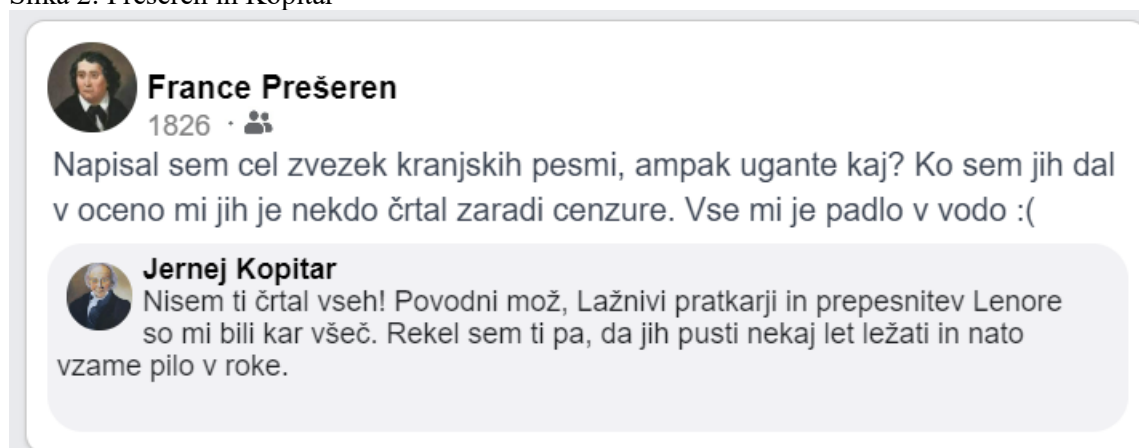 Slika 2: Prešeren in Kopitar
France Prešeren
1826 ·
Napisal sem cel zvezek kranjskih pesmi, ampak ugante kaj? Ko sem jih dal
v oceno mi jih je nekdo črtal zaradi cenzure. Vse mi je padlo v vodo :(
Jernej Kopitar
Nisem ti črtal vseh! Povodni mož, Lažnivi pratkarji in prepesnitev Lenore
so mi bili kar všeč. Rekel sem ti pa, da jih pusti nekaj let ležati in nato
vzame pilo v roke.